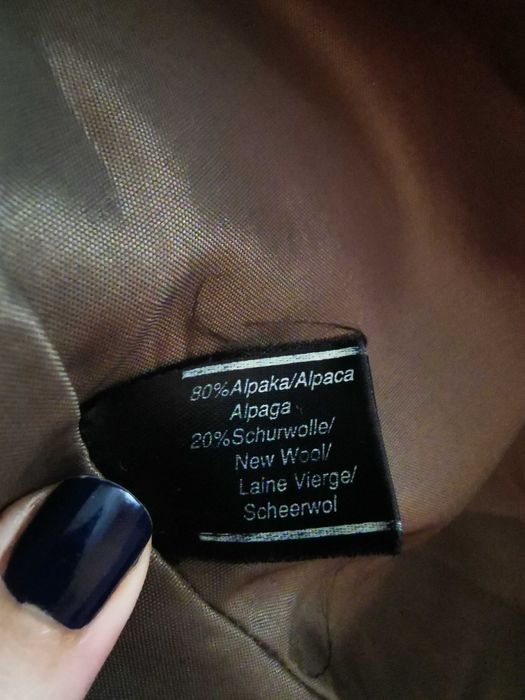 80%Alpaka/Alpaca
Alpaga
20%Schurwolle/
New Wool/
Laine Vierge/
Scheerwol